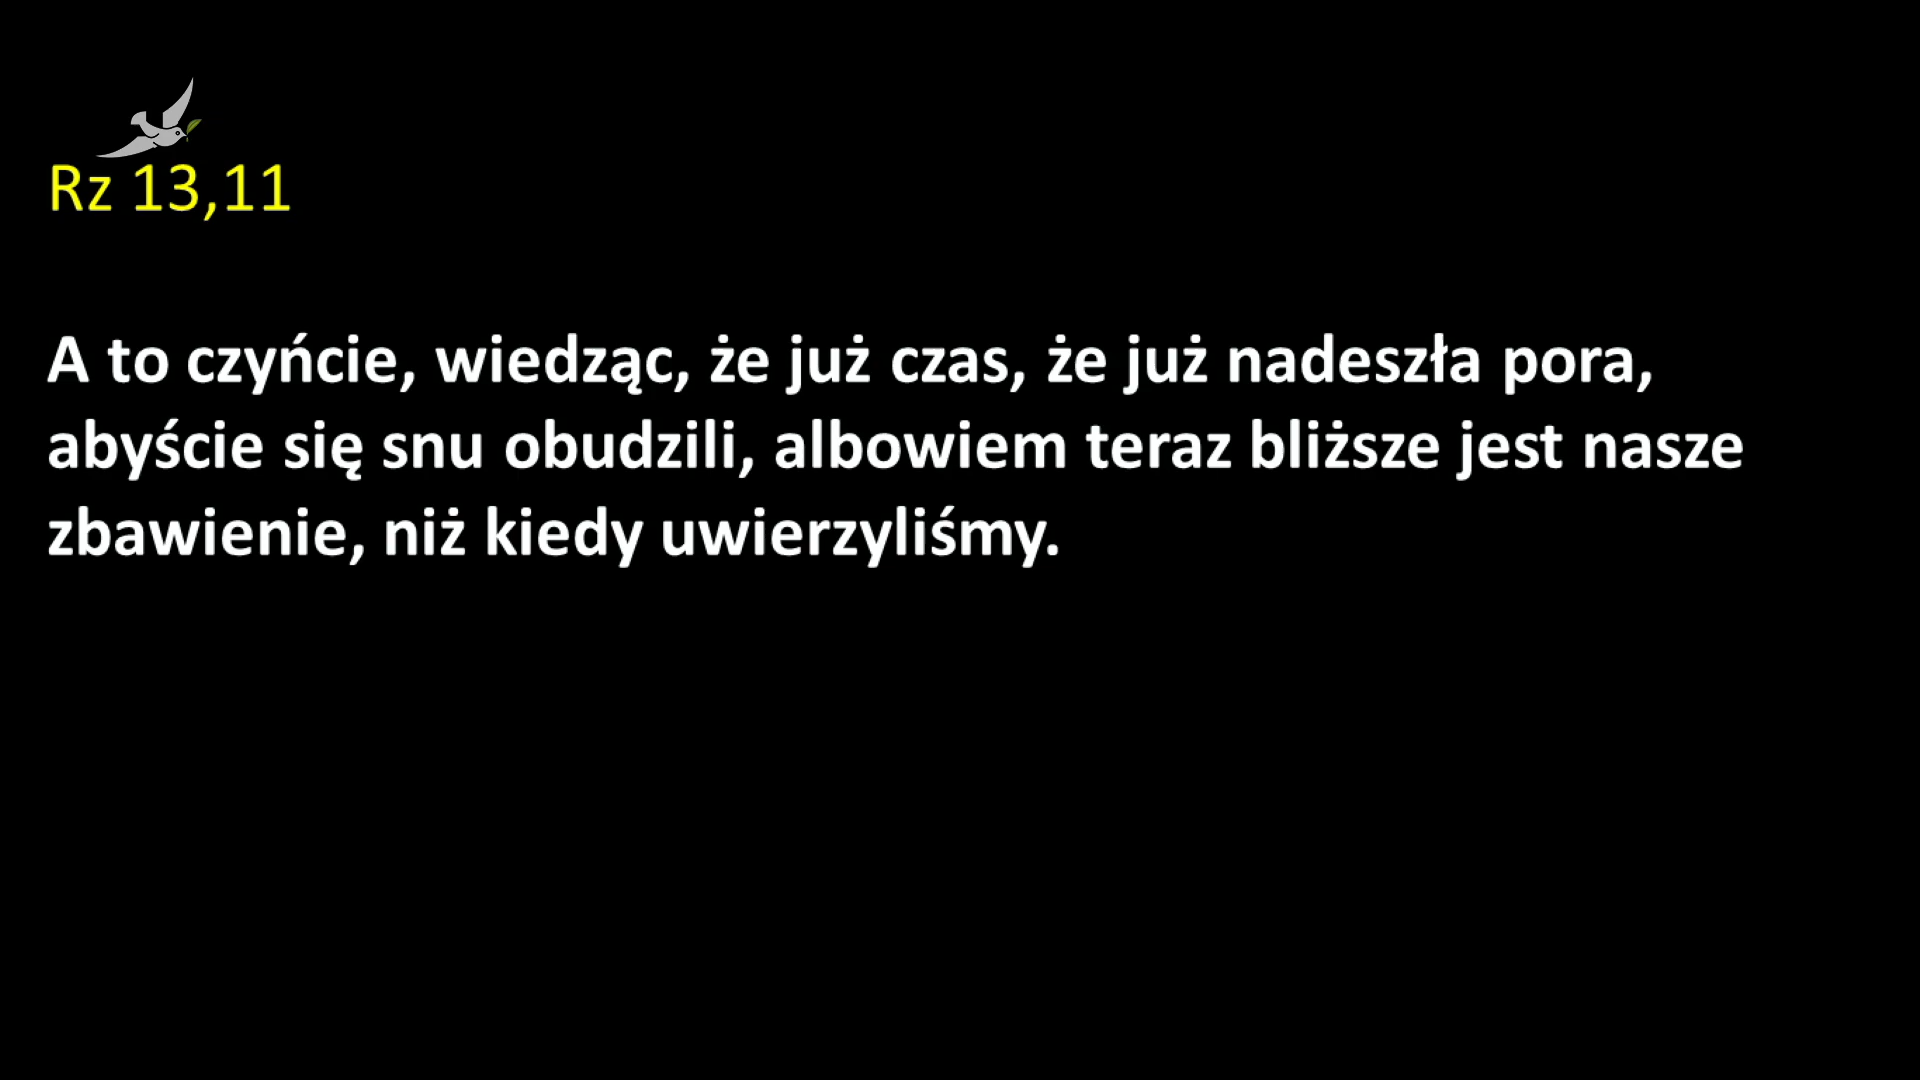 Rz 13,11
A to czyńcie, wiedząc, że już czas, że już nadeszła pora,
abyście się snu obudzili, albowiem teraz bliższe jest nasze
zbawienie, niż kiedy uwierzyliśmy.